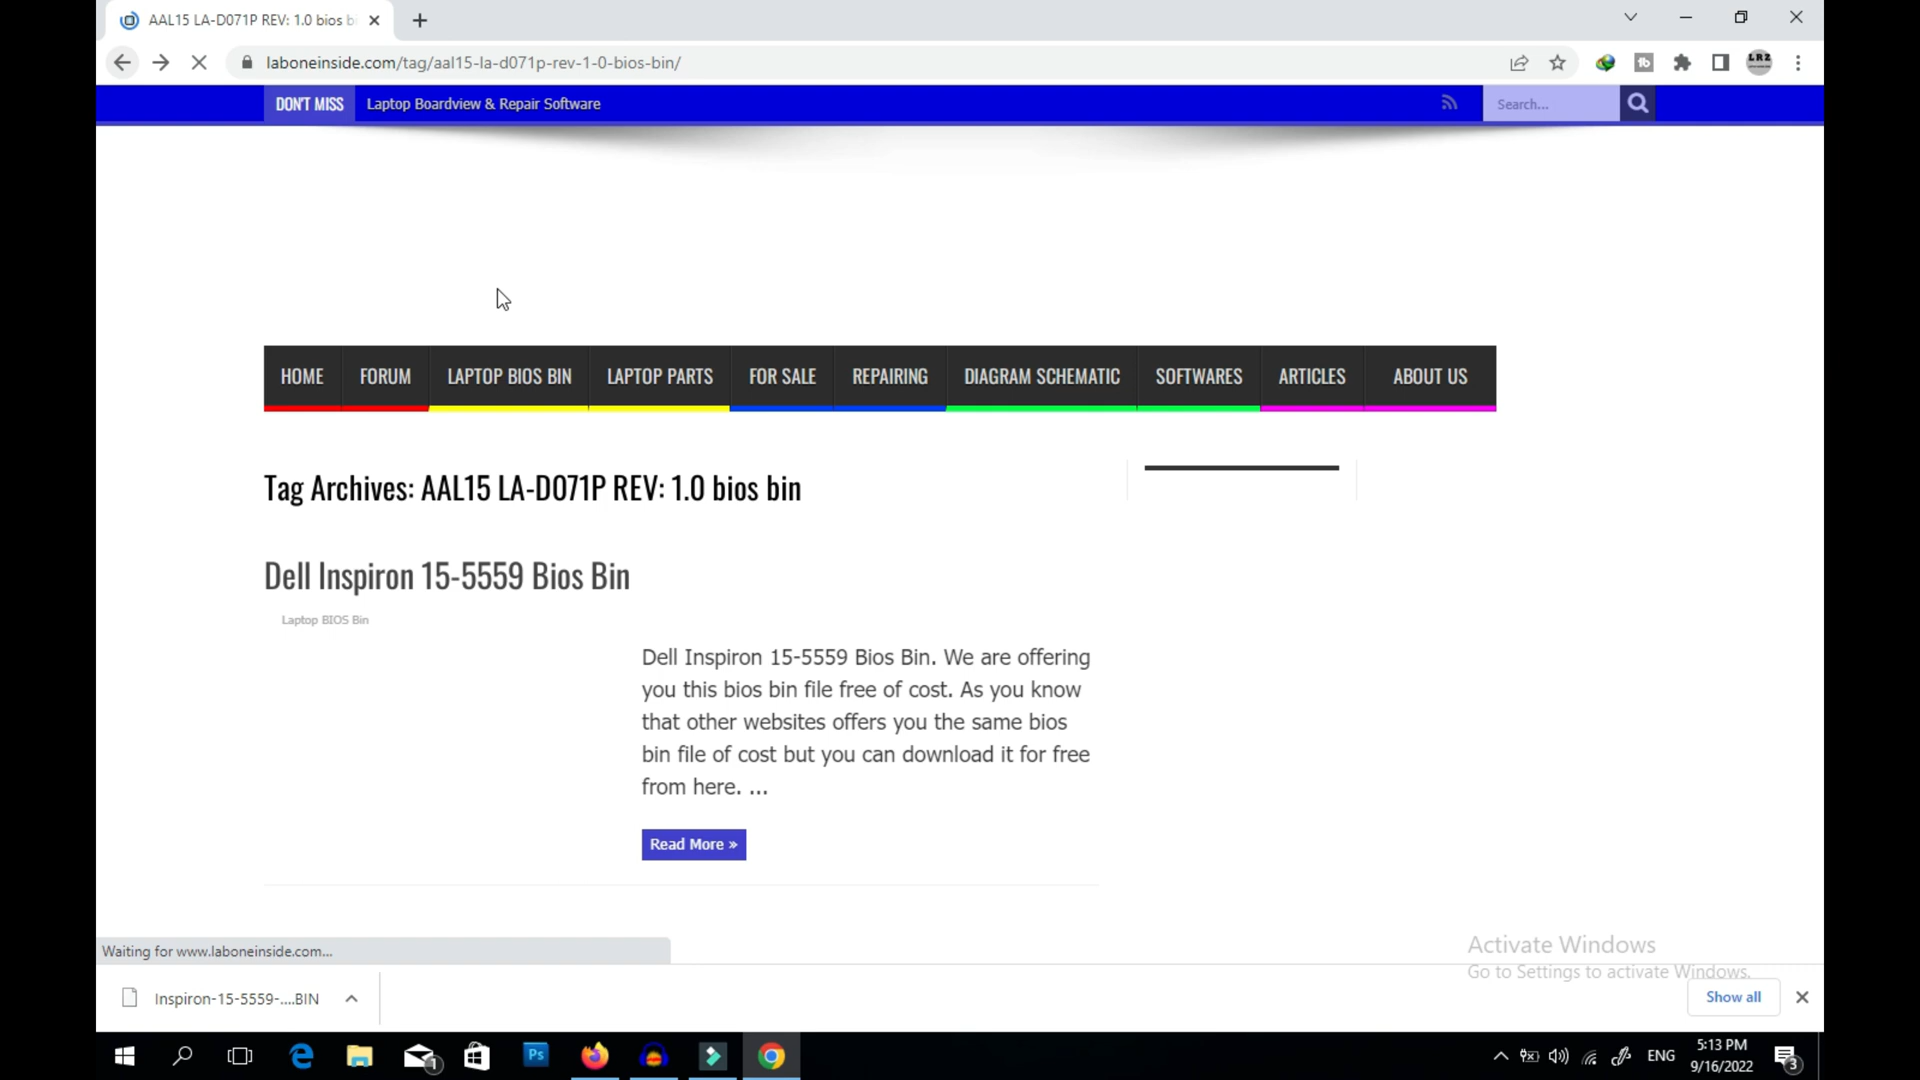 AAL15 LA-D071P REV: 1.0 bios b
laboneinside.com/tag/aal15-la-d071p-rev-1-0-bios-bin/
LRZ
DON'T MISS
Laptop Boardview & Repair Software
Search...
HOME
FORUM
LAPTOP BIOS BIN
LAPTOP PARTS
FOR SALE
REPAIRING
DIAGRAM SCHEMATIC
SOFTWARES
ARTICLES
ABOUT US
Tag Archives: AAL15 LA-D071P REV: 1.0 bios bin
Dell Inspiron 15-5559 Bios Bin
Laptop BIOS Bin
Dell Inspiron 15-5559 Bios Bin. We are offering
you this bios bin file free of cost. As you know
that other websites offers you the same bios
bin file of cost but you can download it for free
from here. ...
Read More »
Waiting for www.laboneinside.com...
Activate Windows
Go to Settings to activate Windows.
Inspiron-15-5559-....BIN
Show all
1
Ps
ENG
5:13 PM
9/16/2022
3